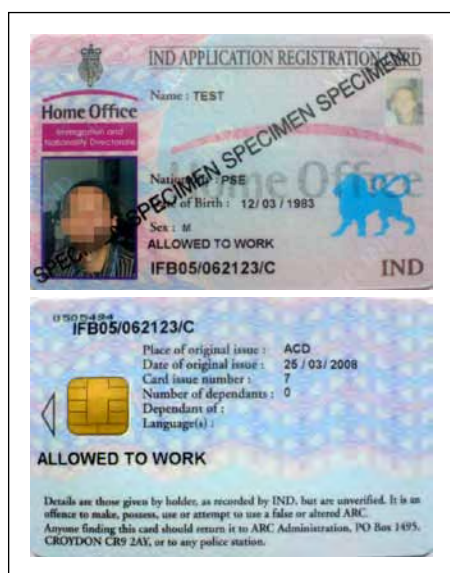 IND APPLICATION REGISTRATION CARD
Home Office
Immigration and
Nationality Directorate
Name : TEST
SPECIMEN SPECIMEN SPECIMEN SPECIMEN
Home Office
Nationality : PSE
Date of Birth : 12/ 03 / 1983
Sex : M
ALLOWED TO WORK
IFB05/062123/C
IND
0505494
IFB05/062123/C
Place of original issue : ACD
Date of original issue : 25 / 03/ 2008
Card issue number : 7
Number of dependants : 0
Dependant of :
Language(s) :
ALLOWED TO WORK
Details are those given by holder, as recorded by IND, but are unverified. It is an
offence to make, possess, use or attempt to use a false or altered ARC.
Anyone finding this card should return it to ARC Administration, PO Box 1495,
CROYDON CR9 2AY, or to any police station.